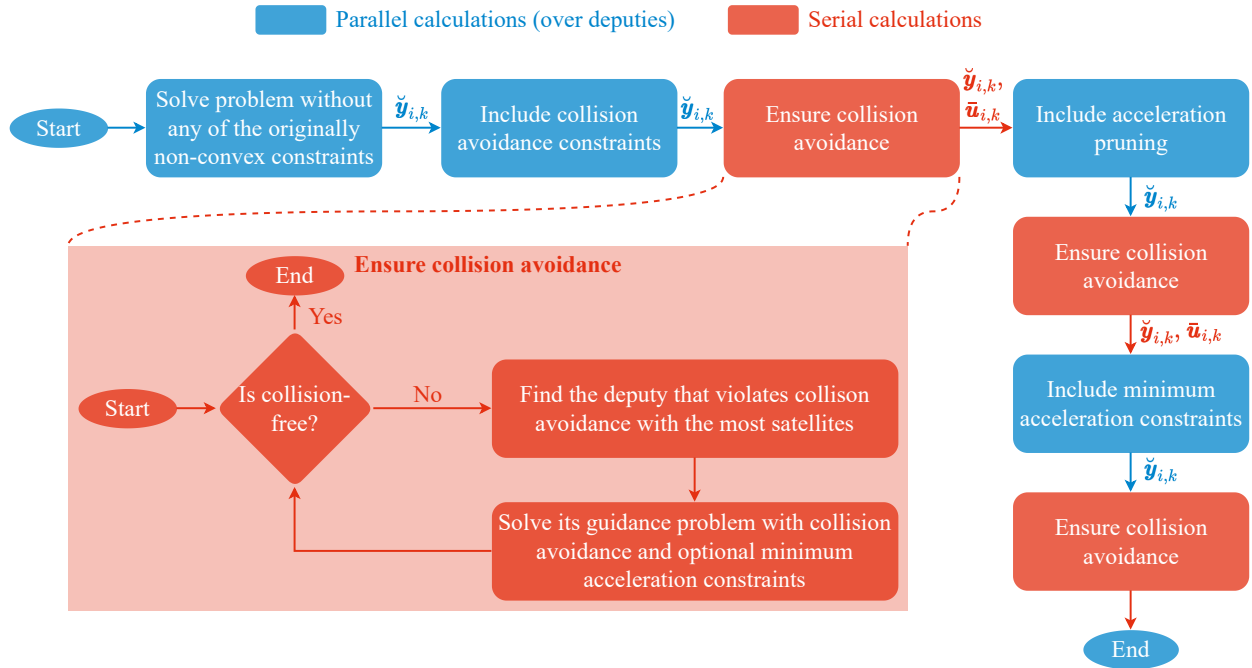 Parallel calculations (over deputies)
Serial calculations
Start
Solve problem without
any of the originally
non-convex constraints
y̆i,k
Include collision
avoidance constraints
y̆i,k
Ensure collision
avoidance
y̆i,k,
ūi,k
Include acceleration
pruning
y̆i,k
Ensure collision
avoidance
y̆i,k, ūi,k
Include minimum
acceleration constraints
y̆i,k
Ensure collision
avoidance
End
Ensure collision avoidance
End
Yes
Start
Is collision-
free?
No
Find the deputy that violates collison
avoidance with the most satellites
Solve its guidance problem with collision
avoidance and optional minimum
acceleration constraints